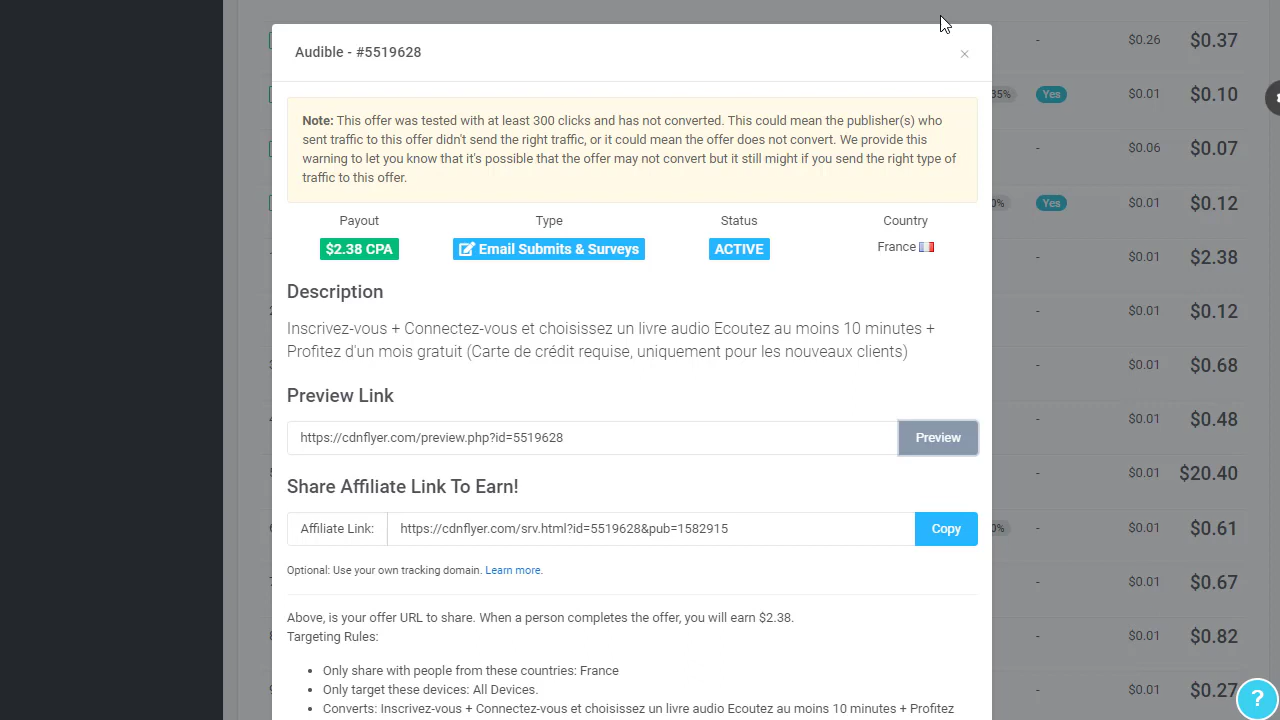 Audible - #5519628
×
Note: This offer was tested with at least 300 clicks and has not converted. This could mean the publisher(s) who
sent traffic to this offer didn't send the right traffic, or it could mean the offer does not convert. We provide this
warning to let you know that it's possible that the offer may not convert but it still might if you send the right type of
traffic to this offer.
Payout Type Status Country
$2.38 CPA Email Submits & Surveys ACTIVE France
Description
Inscrivez-vous + Connectez-vous et choisissez un livre audio Ecoutez au moins 10 minutes +
Profitez d'un mois gratuit (Carte de crédit requise, uniquement pour les nouveaux clients)
Preview Link
https://cdnflyer.com/preview.php?id=5519628 Preview
Share Affiliate Link To Earn!
Affiliate Link: https://cdnflyer.com/srv.html?id=5519628&pub=1582915 Copy
Optional: Use your own tracking domain. Learn more.
Above, is your offer URL to share. When a person completes the offer, you will earn $2.38.
Targeting Rules:
• Only share with people from these countries: France
• Only target these devices: All Devices.
• Converts: Inscrivez-vous + Connectez-vous et choisissez un livre audio Ecoutez au moins 10 minutes + Profitez
- $0.26 $0.37
35% Yes $0.01 $0.10
- $0.06 $0.07
0% Yes $0.01 $0.12
- $0.01 $2.38
- $0.01 $0.12
- $0.01 $0.68
- $0.01 $0.48
- $0.01 $20.40
0% - $0.01 $0.61
- $0.01 $0.67
- $0.01 $0.82
- $0.01 $0.27
?